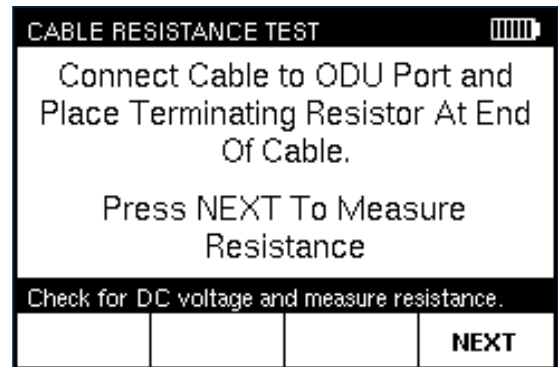 CABLE RESISTANCE TEST
Connect Cable to ODU Port and
Place Terminating Resistor At End
Of Cable.
Press NEXT To Measure
Resistance
Check for DC voltage and measure resistance.
NEXT